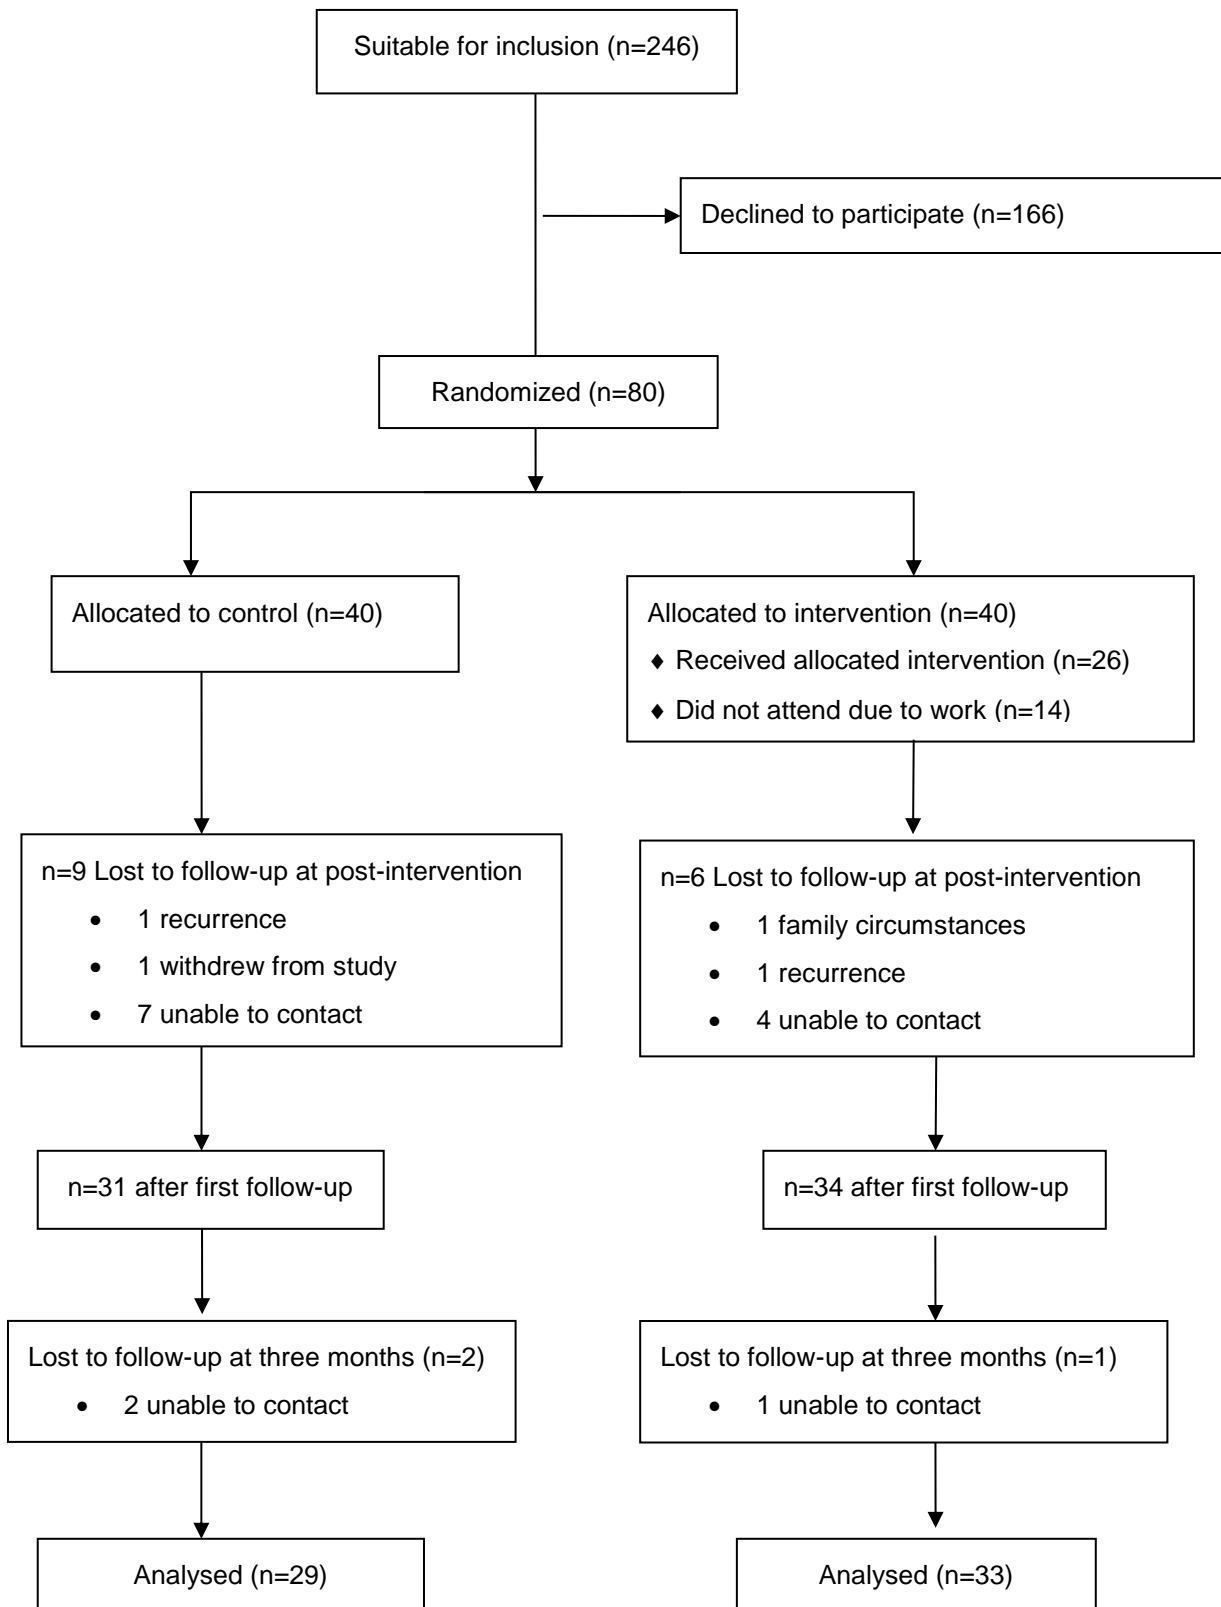 Suitable for inclusion (n=246)
Declined to participate (n=166)
Randomized (n=80)
Allocated to control (n=40)
Allocated to intervention (n=40)
♦ Received allocated intervention (n=26)
♦ Did not attend due to work (n=14)
n=9 Lost to follow-up at post-intervention
• 1 recurrence
• 1 withdrew from study
• 7 unable to contact
n=6 Lost to follow-up at post-intervention
• 1 family circumstances
• 1 recurrence
• 4 unable to contact
n=31 after first follow-up
n=34 after first follow-up
Lost to follow-up at three months (n=2)
• 2 unable to contact
Lost to follow-up at three months (n=1)
• 1 unable to contact
Analysed (n=29)
Analysed (n=33)